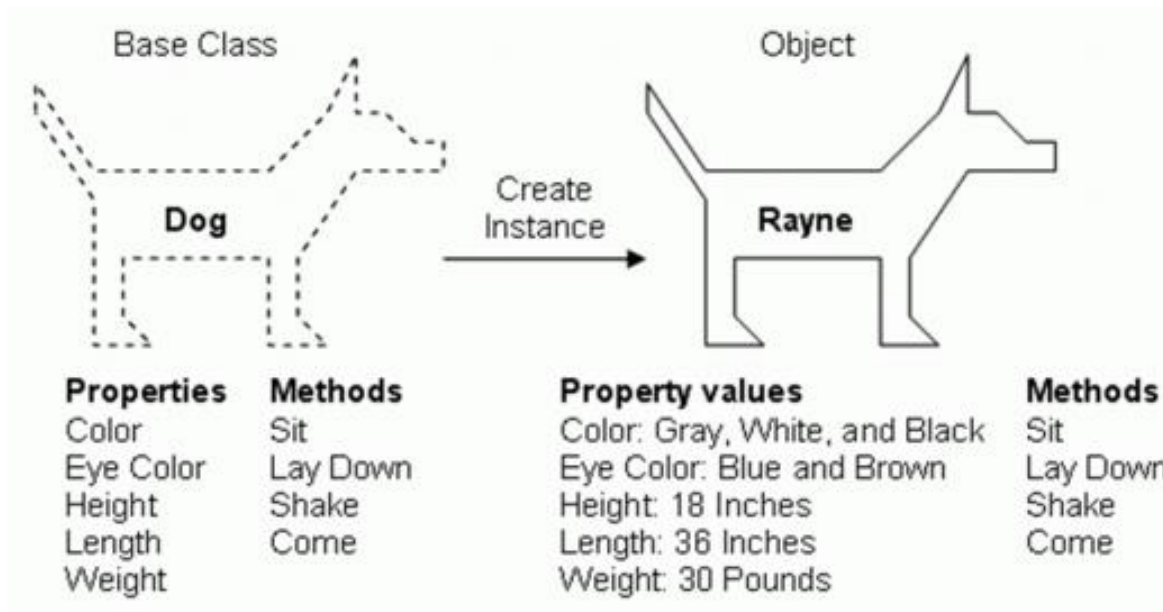 Base Class
Object
Dog
Create
Instance
Rayne
Properties Methods
Color Sit
Eye Color Lay Down
Height Shake
Length Come
Weight
Property values Methods
Color: Gray, White, and Black Sit
Eye Color: Blue and Brown Lay Down
Height: 18 Inches Shake
Length: 36 Inches Come
Weight: 30 Pounds